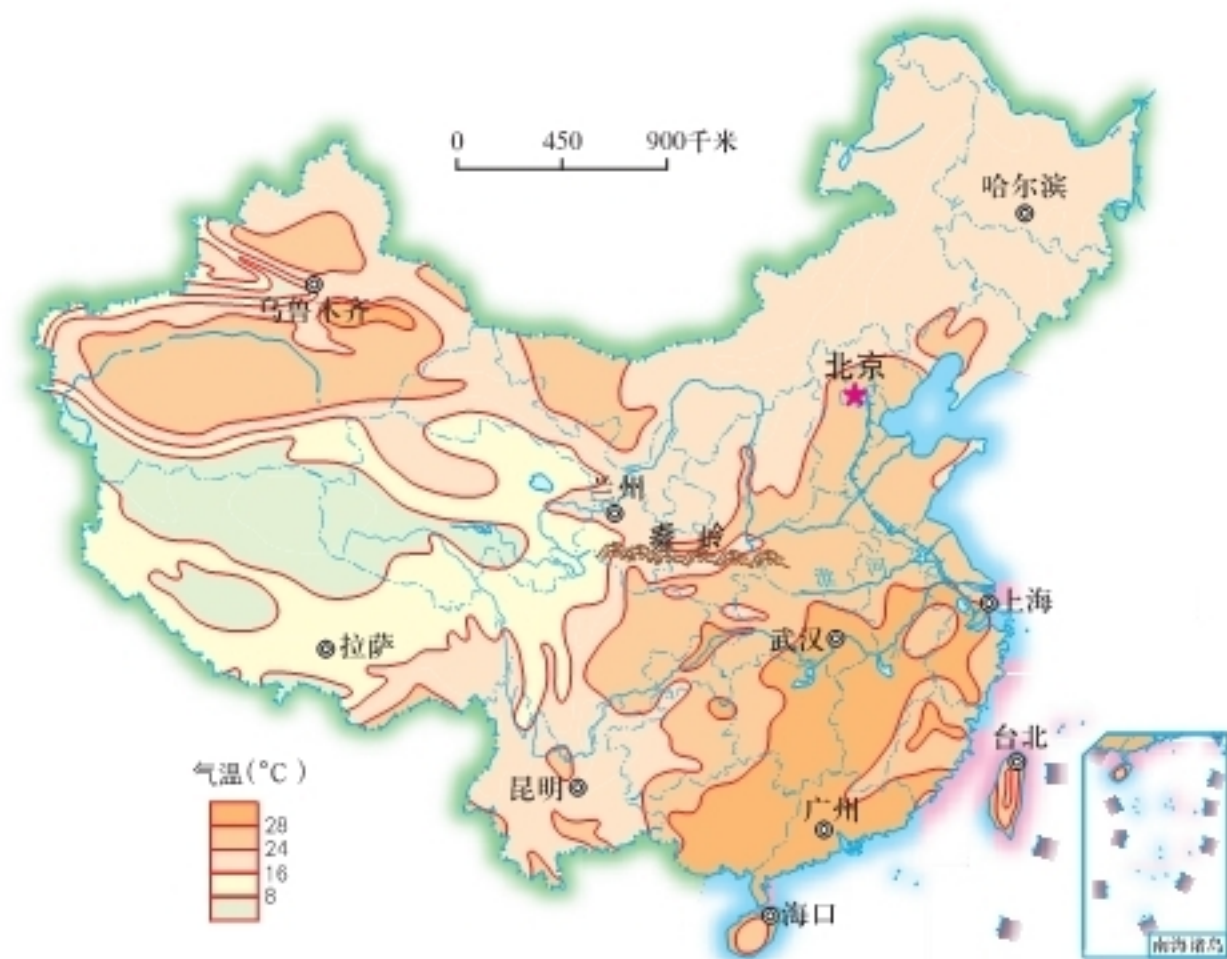 0 450 900千米
哈尔滨
乌鲁木齐
北京
兰州
秦岭
上海
武汉
拉萨
台北
气温(°C)
昆明
广州
28
24
16
8
海口
南海诸岛